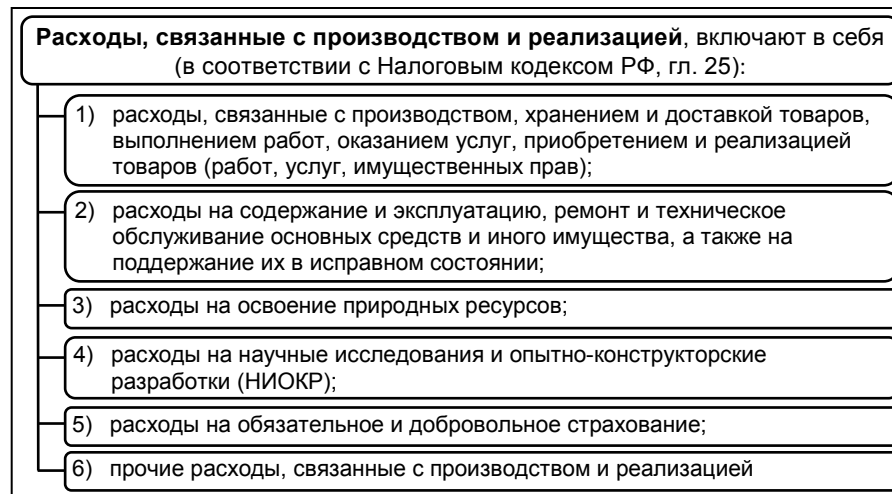 Расходы, связанные с производством и реализацией, включают в себя
(в соответствии с Налоговым кодексом РФ, гл. 25):
1) расходы, связанные с производством, хранением и доставкой товаров,
выполнением работ, оказанием услуг, приобретением и реализацией
товаров (работ, услуг, имущественных прав);
2) расходы на содержание и эксплуатацию, ремонт и техническое
обслуживание основных средств и иного имущества, а также на
поддержание их в исправном состоянии;
3) расходы на освоение природных ресурсов;
4) расходы на научные исследования и опытно-конструкторские
разработки (НИОКР);
5) расходы на обязательное и добровольное страхование;
6) прочие расходы, связанные с производством и реализацией